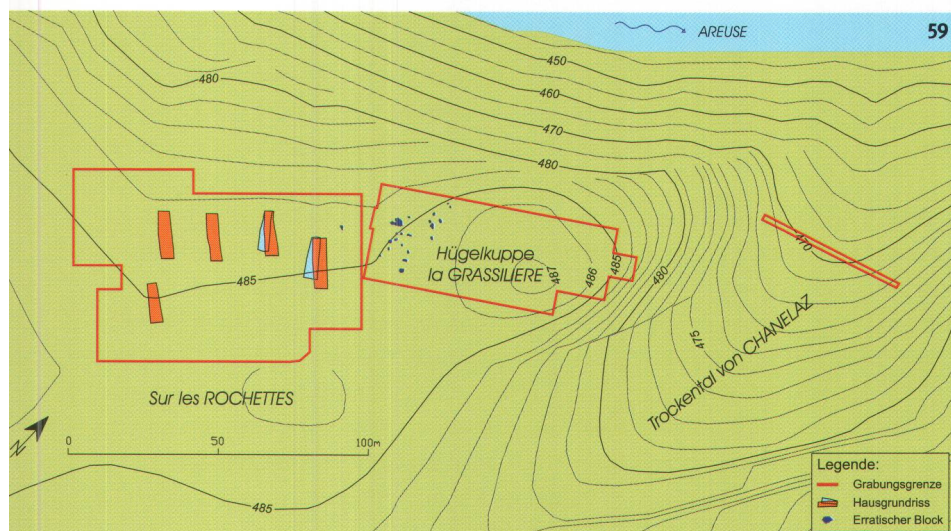 AREUSE
59
450
480
460
470
480
Hügelkuppe
la GRASSILIERE
485
487
486
485
480
470
475
Trockental von CHANELAZ
Sur les ROCHETTES
N
0 50 100m
485
Legende:
Grabungsgrenze
Hausgrundriss
Erratischer Block